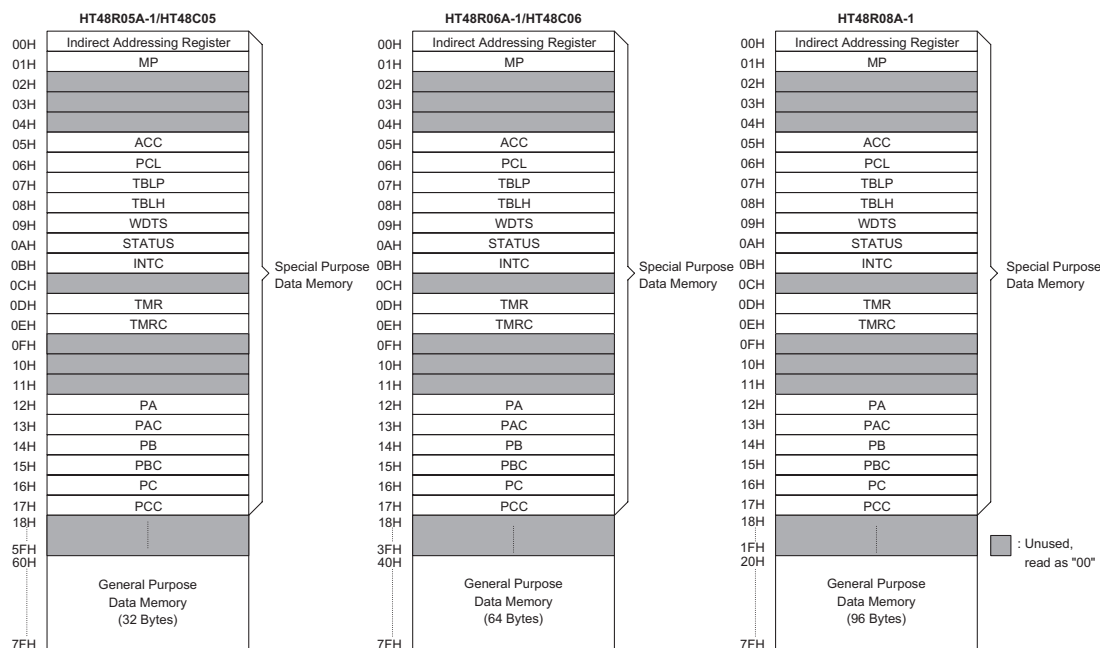 HT48R05A-1/HT48C05
00H Indirect Addressing Register
01H MP
02H
03H
04H
05H ACC
06H PCL
07H TBLP
08H TBLH
09H WDTS
0AH STATUS
0BH INTC
0CH
0DH TMR
0EH TMRC
0FH
10H
11H
12H PA
13H PAC
14H PB
15H PBC
16H PC
17H PCC
18H
5FH
60H
General Purpose
Data Memory
(32 Bytes)
7FH
Special Purpose
Data Memory
HT48R06A-1/HT48C06
00H Indirect Addressing Register
01H MP
02H
03H
04H
05H ACC
06H PCL
07H TBLP
08H TBLH
09H WDTS
0AH STATUS
0BH INTC
0CH
0DH TMR
0EH TMRC
0FH
10H
11H
12H PA
13H PAC
14H PB
15H PBC
16H PC
17H PCC
18H
3FH
40H
General Purpose
Data Memory
(64 Bytes)
7FH
Special Purpose
Data Memory
HT48R08A-1
00H Indirect Addressing Register
01H MP
02H
03H
04H
05H ACC
06H PCL
07H TBLP
08H TBLH
09H WDTS
0AH STATUS
0BH INTC
0CH
0DH TMR
0EH TMRC
0FH
10H
11H
12H PA
13H PAC
14H PB
15H PBC
16H PC
17H PCC
18H
1FH
20H
General Purpose
Data Memory
(96 Bytes)
7FH
Special Purpose
Data Memory
: Unused,
read as "00"